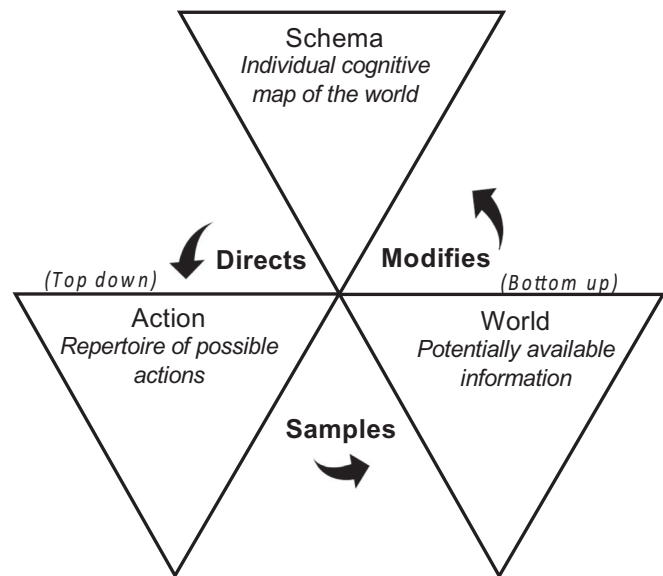 Schema
Individual cognitive
map of the world
Directs
Modifies
(Top down)
(Bottom up)
Action
Repertoire of possible
actions
World
Potentially available
information
Samples